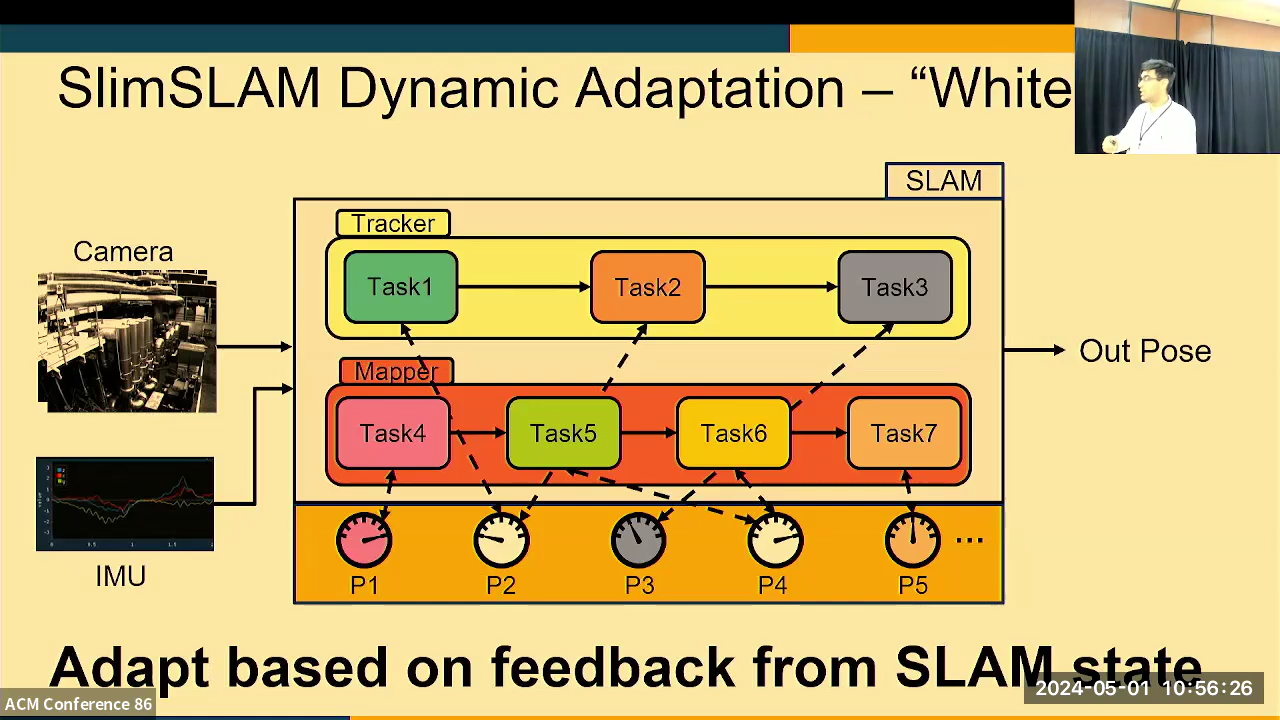 SlimSLAM Dynamic Adaptation – “White
SLAM
Tracker
Camera
Task1
Task2
Task3
Out Pose
Mapper
Task4
Task5
Task6
Task7
IMU
P1
P2
P3
P4
P5
...
Adapt based on feedback from SLAM state
2024-05-01 10:56:26
ACM Conference 86